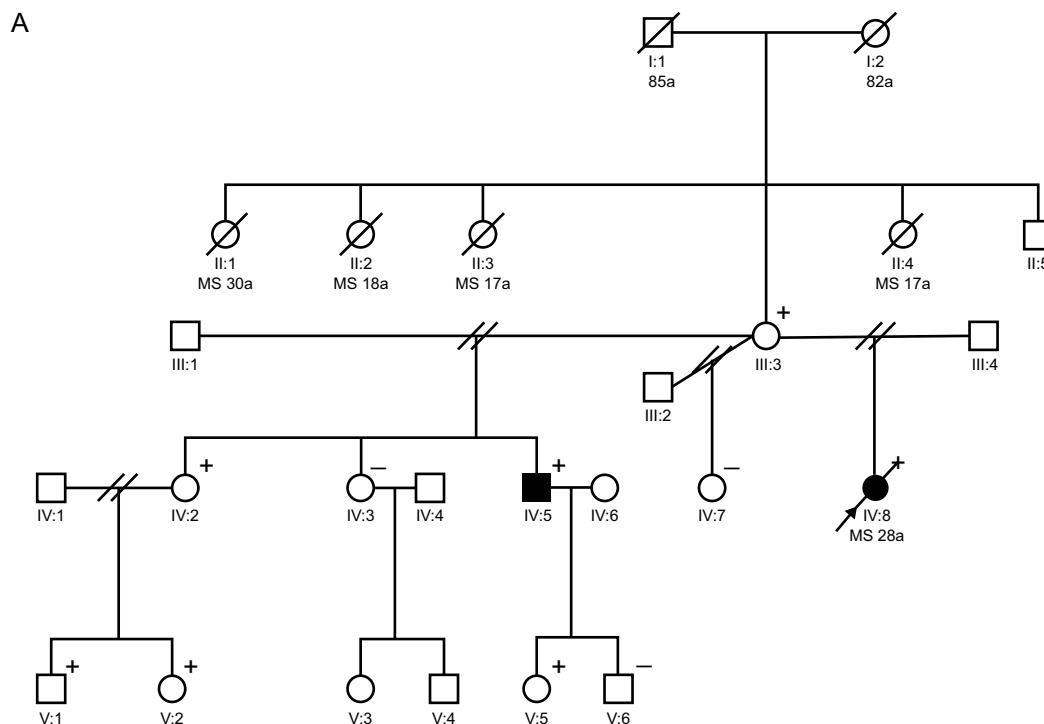 A
I:1
85a
I:2
82a
II:1
MS 30a
II:2
MS 18a
II:3
MS 17a
II:4
MS 17a
II:5
+
III:1
III:3
III:4
III:2
+
–
+
–
+
IV:1
IV:2
IV:3
IV:4
IV:5
IV:6
IV:7
IV:8
MS 28a
+
+
+
–
V:1
V:2
V:3
V:4
V:5
V:6